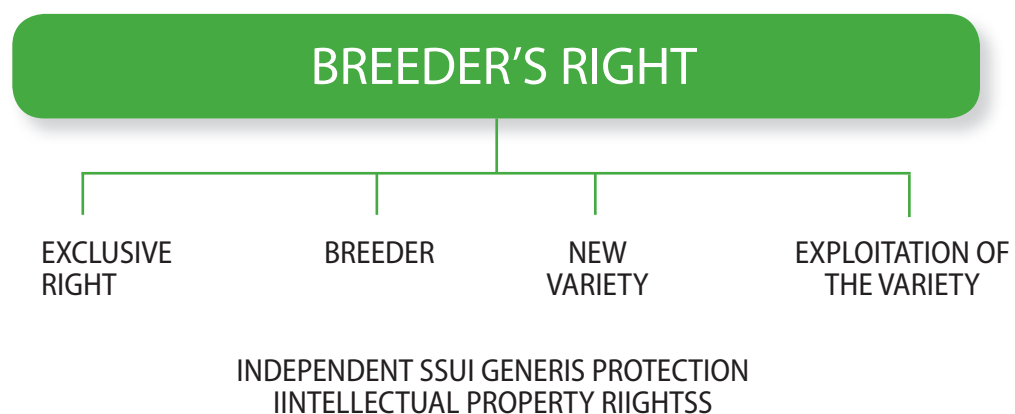 BREEDER’S RIGHT
EXCLUSIVE
RIGHT
BREEDER
NEW
VARIETY
EXPLOITATION OF
THE VARIETY
INDEPENDENT SSUI GENERIS PROTECTION
IINTELLECTUAL PROPERTY RIIGHTSS